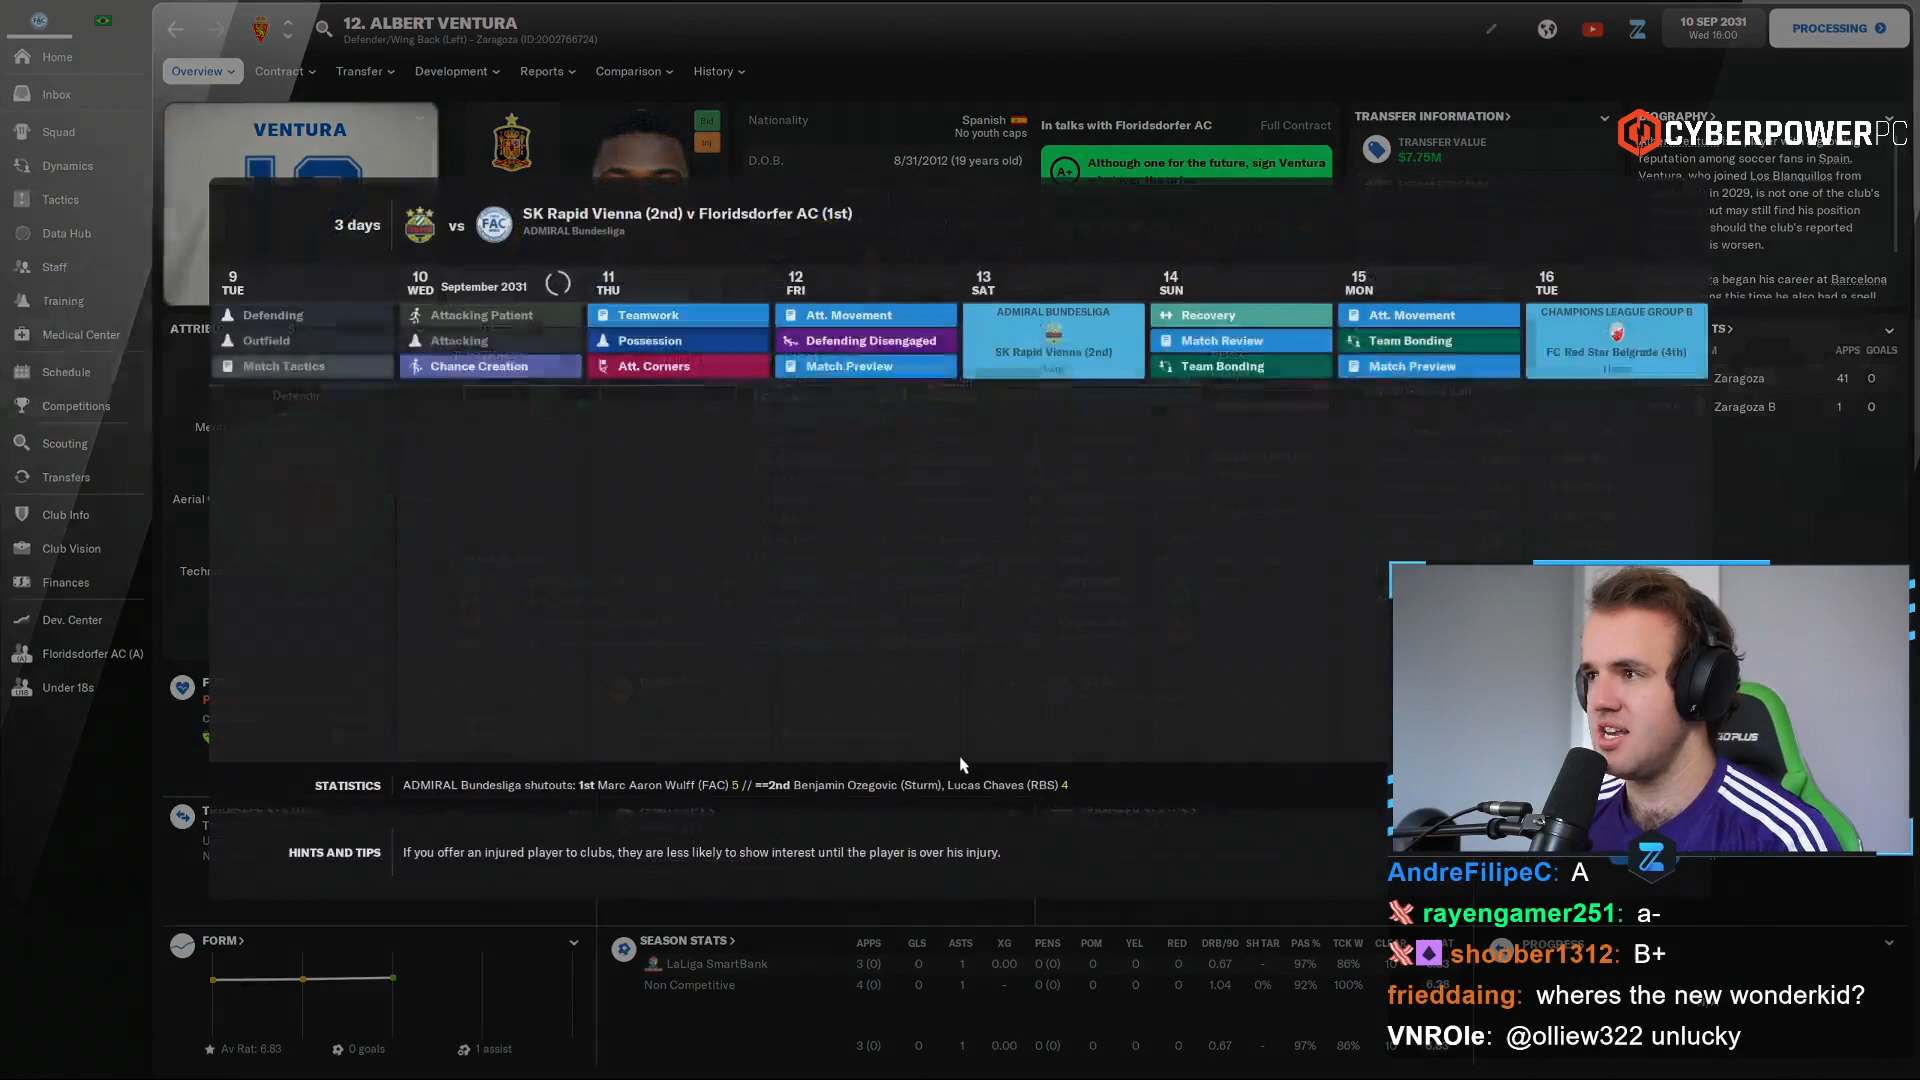 12. ALBERT VENTURA
Defender/Wing Back (Left) - Zaragoza (ID:2002766724)
10 SEP 2031
Wed 16:00
PROCESSING
Home
Inbox
Squad
Dynamics
Tactics
Data Hub
Staff
Training
Medical Center
Schedule
Competitions
Scouting
Transfers
Club Info
Club Vision
Finances
Dev. Center
Floridsdorfer AC (A)
Under 18s
Overview
Contract
Transfer
Development
Reports
Comparison
History
VENTURA
Bid
Inj
Nationality
Spanish
No youth caps
D.O.B.
8/31/2012 (19 years old)
In talks with Floridsdorfer AC
Full Contract
A+
Although one for the future, sign Ventura
TRANSFER INFORMATION>
TRANSFER VALUE
$7.75M
CYBERPOWERPC
reputation among soccer fans in Spain.
Ventura, who joined Los Blanquillos from
in 2029, is not one of the club's
but may still find his position
should the club's reported
is worsen.
began his career at Barcelona
3 days
vs
FAC
SK Rapid Vienna (2nd) v Floridsdorfer AC (1st)
ADMIRAL Bundesliga
9
TUE
10
WED
September 2031
11
THU
12
FRI
13
SAT
14
SUN
15
MON
16
TUE
Defending
Outfield
Match Tactics
Attacking Patient
Attacking
Chance Creation
Teamwork
Possession
Att. Corners
Att. Movement
Defending Disengaged
Match Preview
ADMIRAL BUNDESLIGA
SK Rapid Vienna (2nd)
Recovery
Match Review
Team Bonding
Att. Movement
Team Bonding
Match Preview
CHAMPIONS LEAGUE GROUP B
FC Red Star Belgrade (4th)
APPS GOALS
Zaragoza 41 0
Zaragoza B 1 0
STATISTICS
ADMIRAL Bundesliga shutouts: 1st Marc Aaron Wulff (FAC) 5 // ==2nd Benjamin Ozegovic (Sturm), Lucas Chaves (RBS) 4
HINTS AND TIPS
If you offer an injured player to clubs, they are less likely to show interest until the player is over his injury.
FORM>
Av Rat: 6.83
0 goals
1 assist
SEASON STATS>
APPS GLS ASTS XG PENS POM YEL RED DRB/90 SH TAR PAS % TCK W
LaLiga SmartBank 3 (0) 0 1 0.00 0 (0) 0 0 0 0.67 - 97% 86%
Non Competitive 4 (0) 0 1 - 0 (0) 0 0 0 1.04 0% 92% 100%
3 (0) 0 1 0.00 0 (0) 0 0 0 0.67 - 97% 86%
AndreFilipeC: A
rayengamer251: a-
shoober1312: B+
frieddaing: wheres the new wonderkid?
VNROle: @olliew322 unlucky